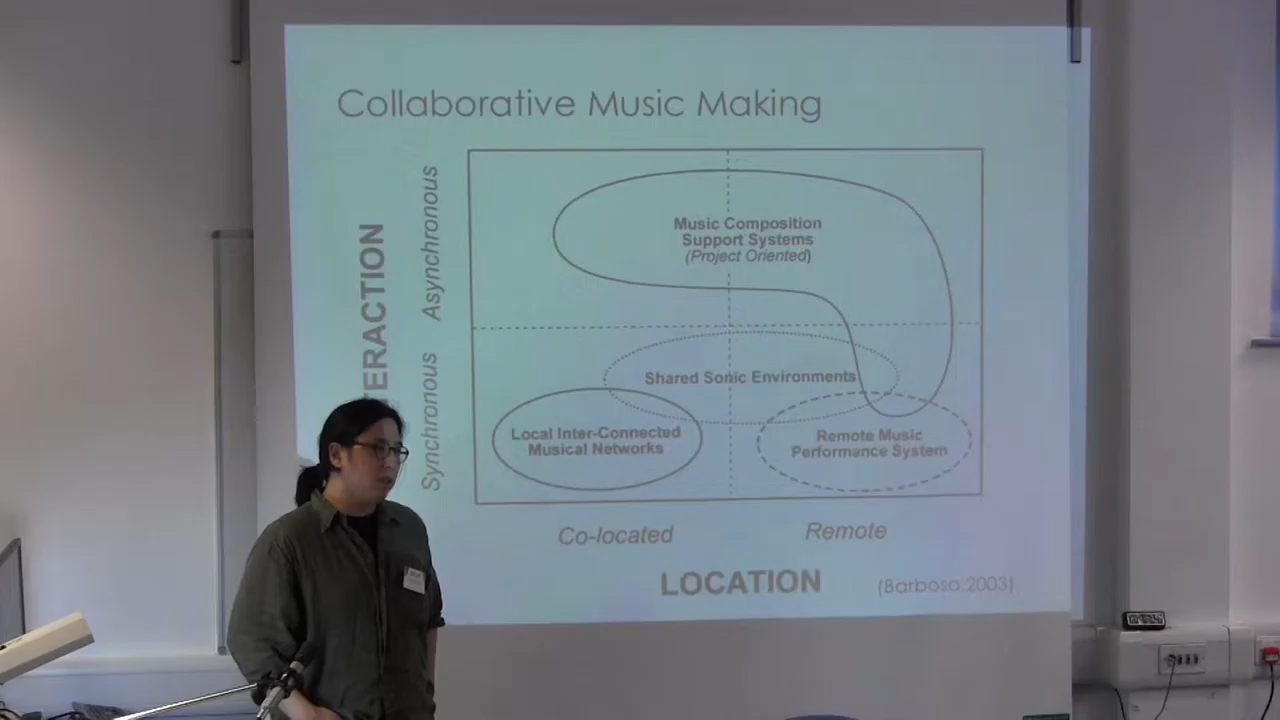 Collaborative Music Making
Asynchronous
Synchronous
TERACTION
Music Composition
Support Systems
(Project Oriented)
Shared Sonic Environments
Local Inter-Connected
Musical Networks
Remote Music
Performance System
Co-located
Remote
LOCATION
(Barbosa.2003)